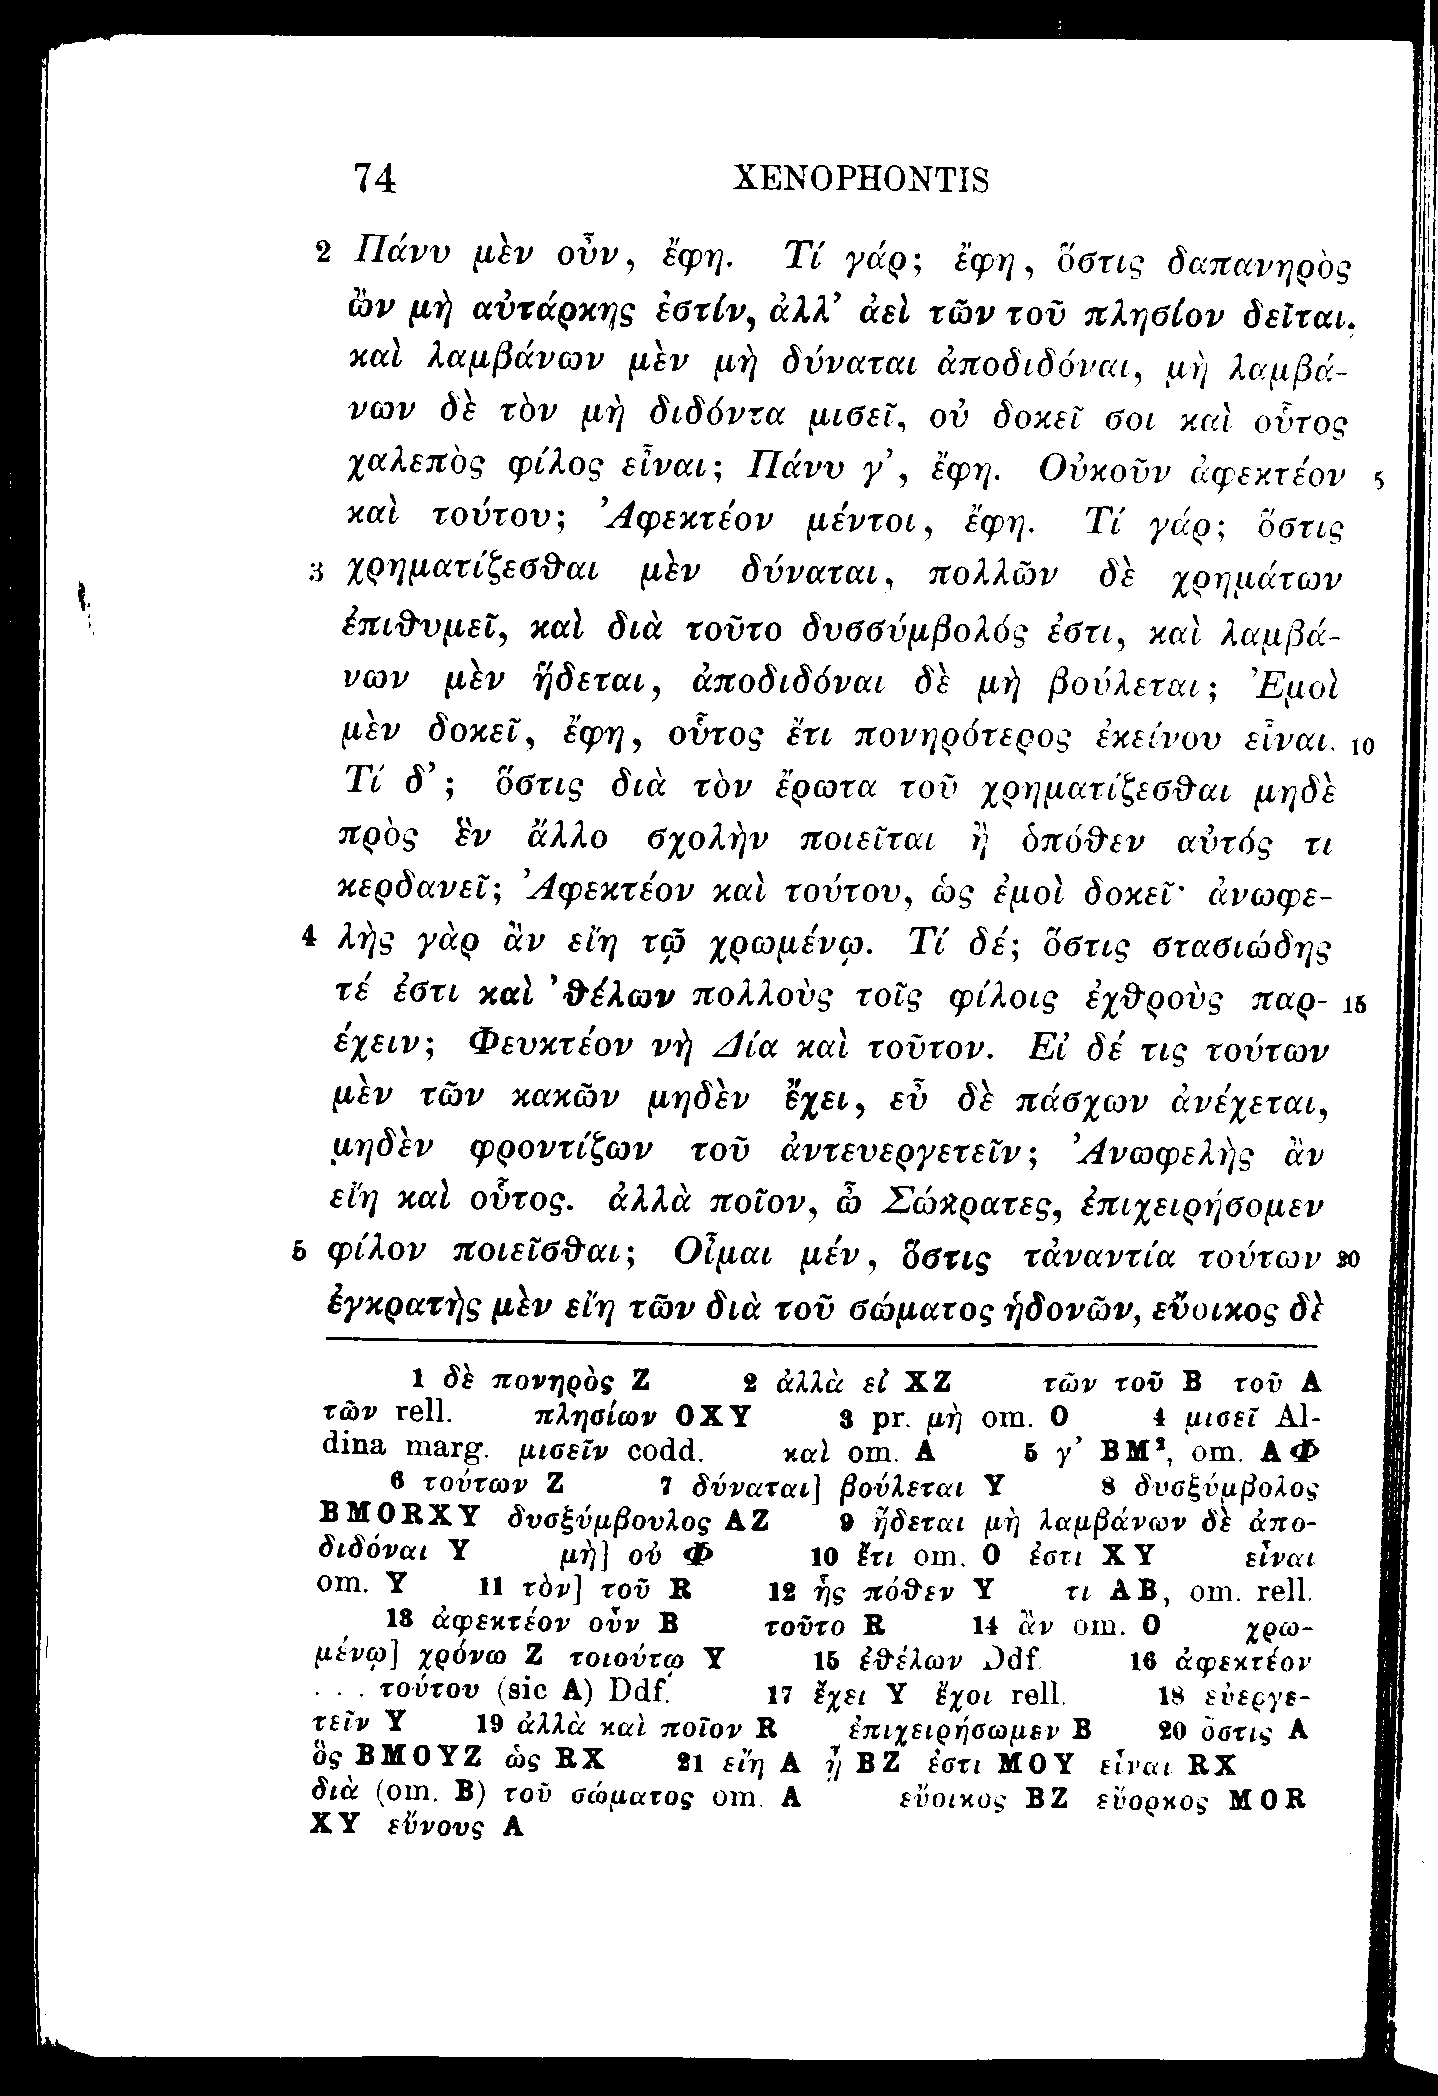 74 XENOPHONTIS
2 Πάνυ μὲν οὖν, ἔφη. Τί γάρ; ἔφη, ὅστις δαπανηρὸς
ὢν μὴ αὐτάρκης ἐστίν, ἀλλ’ ἀεὶ τῶν τοῦ πλησίον δεῖται.
καὶ λαμβάνων μὲν μὴ δύναται ἀποδιδόναι, μὴ λαμβά-
νων δὲ τὸν μὴ διδόντα μισεῖ, οὐ δοκεῖ σοι καὶ οὗτος
χαλεπὸς φίλος εἶναι; Πάνυ γ’, ἔφη. Οὐκοῦν ἀφεκτέον 5
καὶ τούτου; Ἀφεκτέον μέντοι, ἔφη. Τί γάρ; ὅστις
3 χρηματίζεσθαι μὲν δύναται, πολλῶν δὲ χρημάτων
ἐπιθυμεῖ, καὶ διὰ τοῦτο δυσσύμβολός ἐστι, καὶ λαμβά-
νων μὲν ἥδεται, ἀποδιδόναι δὲ μὴ βούλεται; Ἐμοὶ
μὲν δοκεῖ, ἔφη, οὗτος ἔτι πονηρότερος ἐκείνου εἶναι. 10
Τί δ’; ὅστις διὰ τὸν ἔρωτα τοῦ χρηματίζεσθαι μηδὲ
πρὸς ἓν ἄλλο σχολὴν ποιεῖται ἢ ὁπόθεν αὐτός τι
κερδανεῖ; Ἀφεκτέον καὶ τούτου, ὡς ἐμοὶ δοκεῖ· ἀνωφε-
4 λὴς γὰρ ἂν εἴη τῷ χρωμένῳ. Τί δέ; ὅστις στασιώδης
τέ ἐστι καὶ ’θέλων πολλοὺς τοῖς φίλοις ἐχθροὺς παρ- 15
έχειν; Φευκτέον νὴ Δία καὶ τοῦτον. Εἰ δέ τις τούτων
μὲν τῶν κακῶν μηδὲν ἔχει, εὖ δὲ πάσχων ἀνέχεται,
μηδὲν φροντίζων τοῦ ἀντευεργετεῖν; Ἀνωφελὴς ἂν
εἴη καὶ οὗτος. ἀλλὰ ποῖον, ὦ Σώκρατες, ἐπιχειρήσομεν
5 φίλον ποιεῖσθαι; Οἶμαι μέν, ὅστις τἀναντία τούτων 20
ἐγκρατὴς μὲν εἴη τῶν διὰ τοῦ σώματος ἡδονῶν, εὔοικος δὲ
1 δὲ πονηρὸς Z 2 ἀλλὰ εἰ XZ τῶν τοῦ B τοῦ A
τῶν rell. πλησίων OXY 3 pr. μὴ om. O 4 μισεῖ Al-
dina marg. μισεῖν codd. καὶ om. A 5 γ’ BM², om. AΦ
6 τούτων Z 7 δύναται] βούλεται Y 8 δυσξύμβολος
BMORXY δυσξύμβουλος AZ 9 ἥδεται μὴ λαμβάνων δὲ ἀπο-
διδόναι Y μὴ] οὐ Φ 10 ἔτι om. O ἐστι XY εἶναι
om. Y 11 τὸν] τοῦ R 12 ἧς πόθεν Y τι AB, om. rell.
13 ἀφεκτέον οὖν B τοῦτο R 14 ἂν om. O χρω-
μένῳ] χρόνω Z τοιούτῳ Y 15 ἐθέλων Ddf. 16 ἀφεκτέον
. . . τούτου (sic A) Ddf. 17 ἔχει Y ἔχοι rell. 18 εὐεργε-
τεῖν Y 19 ἀλλὰ καὶ ποῖον R ἐπιχειρήσωμεν B 20 ὅστις A
ὃς BMOYZ ὡς RX 21 εἴη A ᾖ BZ ἐστι MOY εἶναι RX
διὰ (om. B) τοῦ σώματος om. A εὔοικος BZ εὔορκος MOR
XY εὔνους A